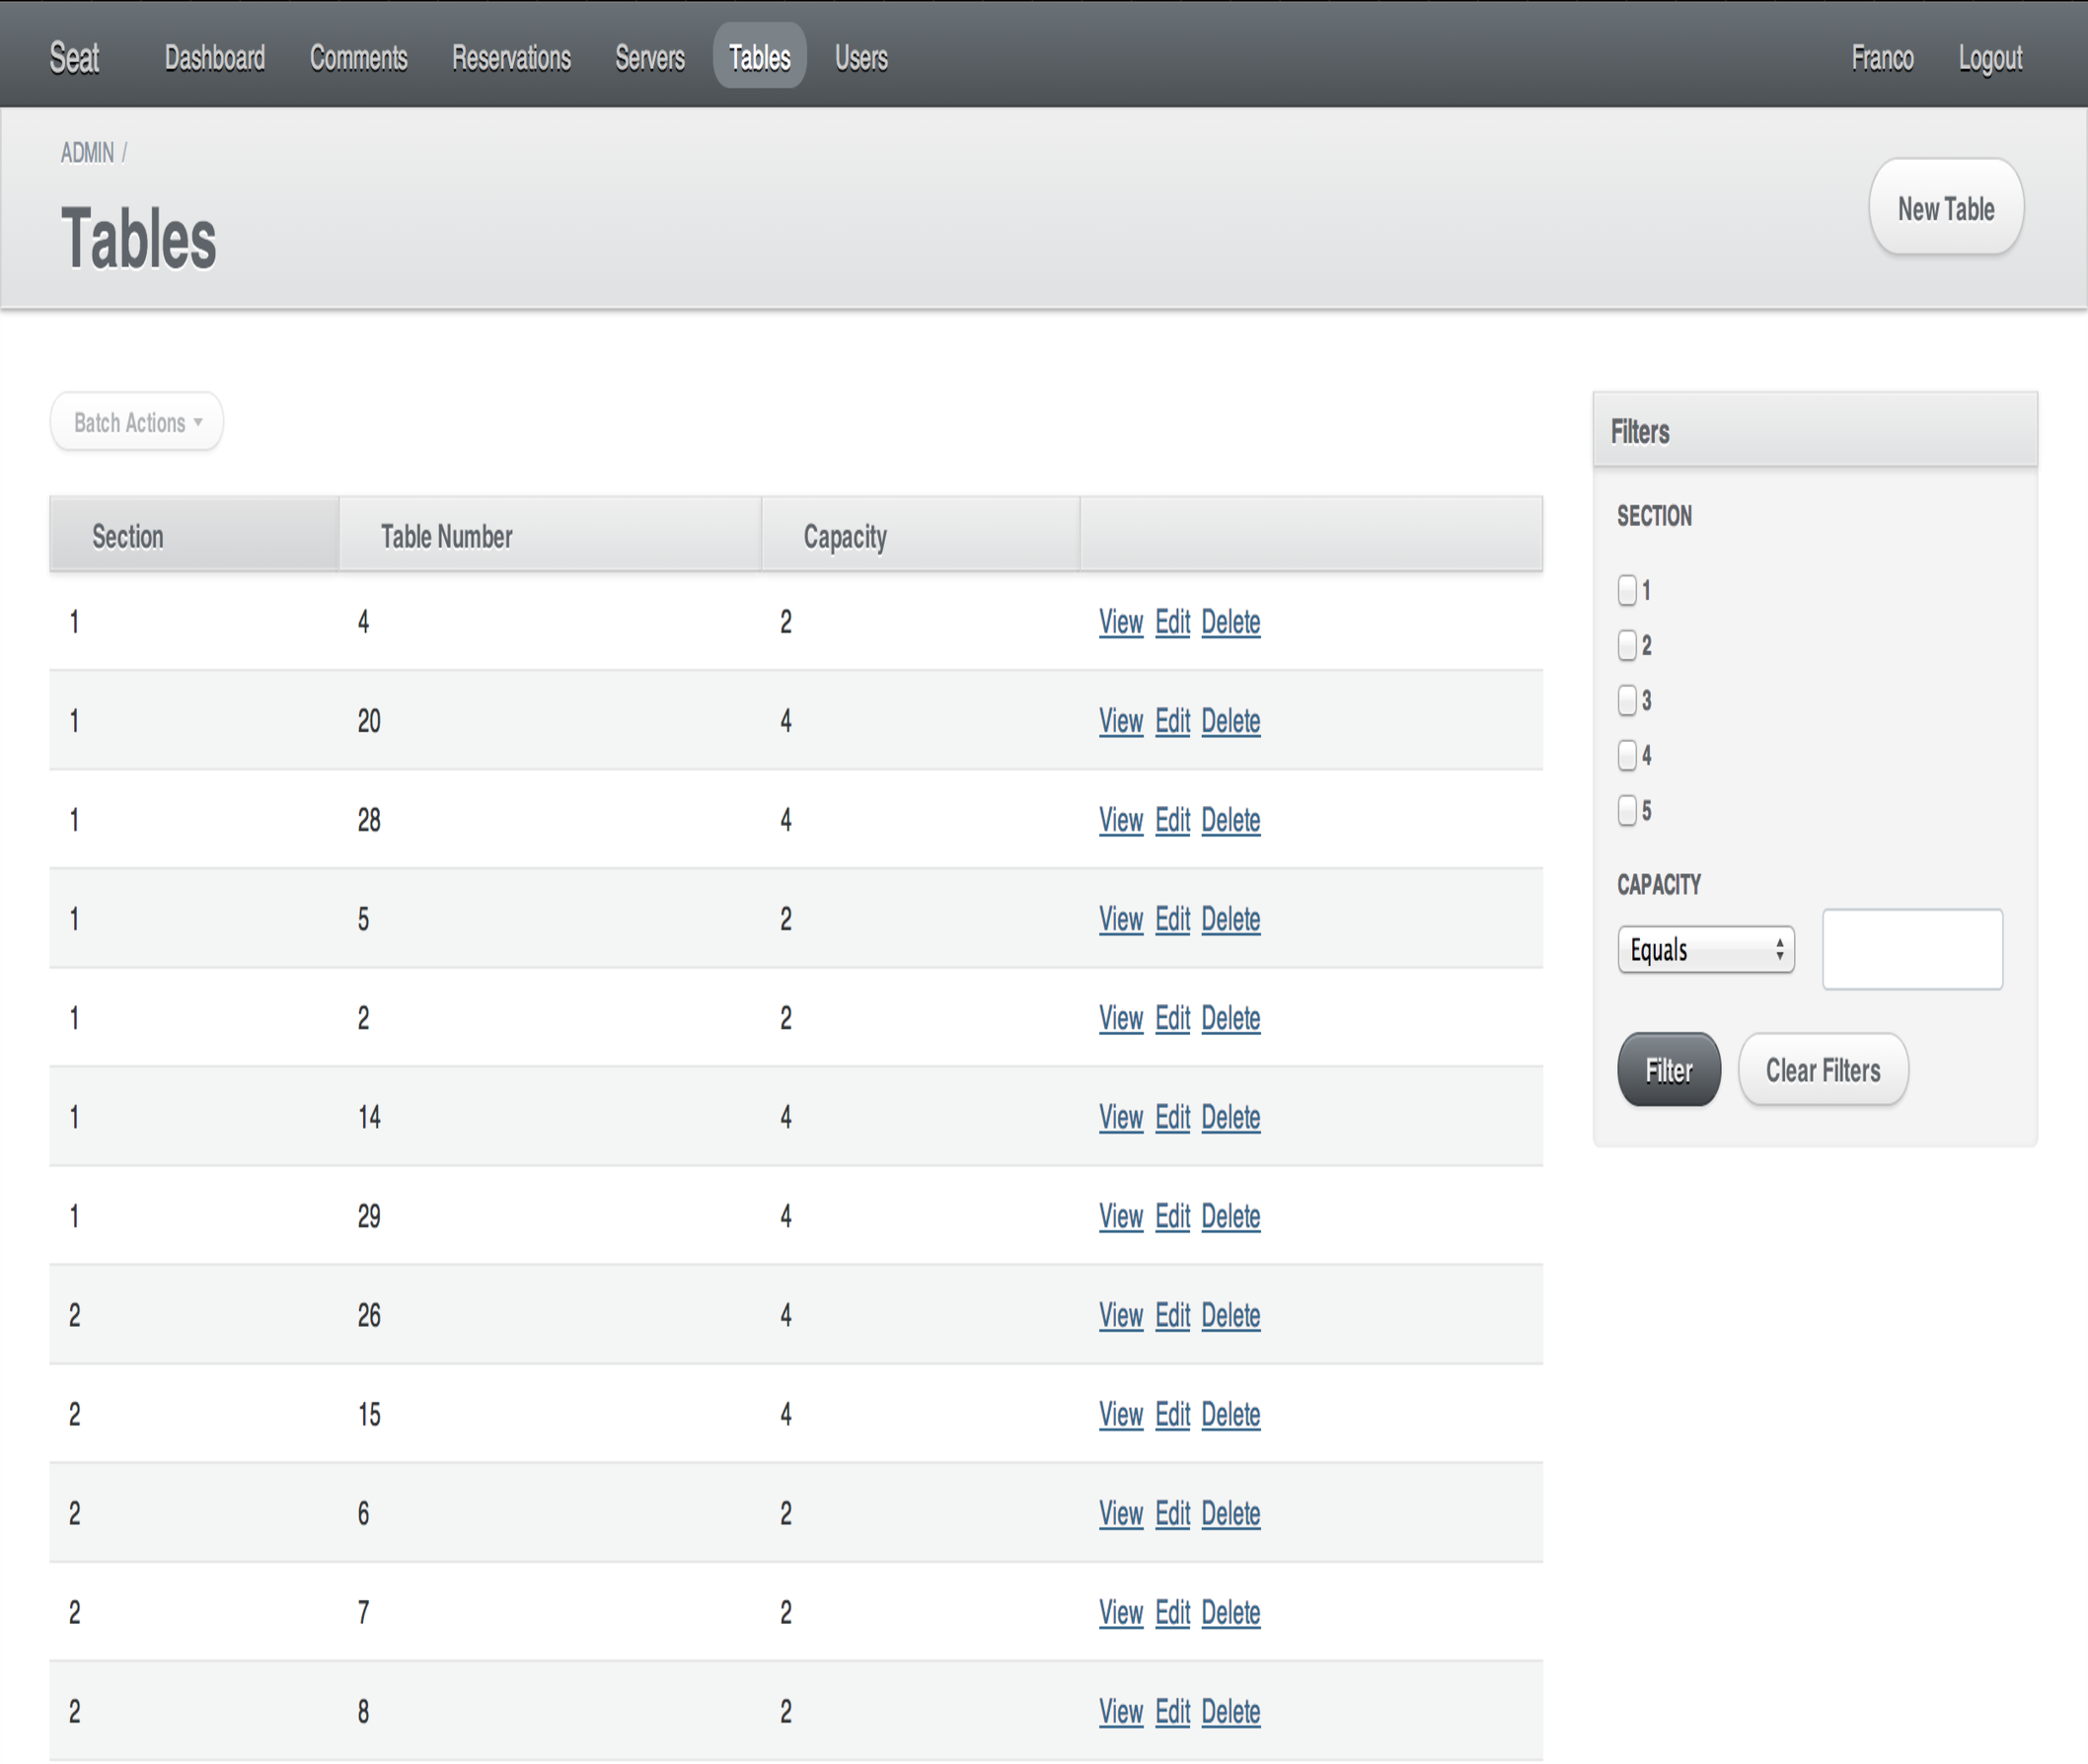 Seat Dashboard Comments Reservations Servers Tables Users Franco Logout
ADMIN /
Tables
New Table
Batch Actions
Section Table Number Capacity
1 4 2 View Edit Delete
1 20 4 View Edit Delete
1 28 4 View Edit Delete
1 5 2 View Edit Delete
1 2 2 View Edit Delete
1 14 4 View Edit Delete
1 29 4 View Edit Delete
2 26 4 View Edit Delete
2 15 4 View Edit Delete
2 6 2 View Edit Delete
2 7 2 View Edit Delete
2 8 2 View Edit Delete
Filters
SECTION
1
2
3
4
5
CAPACITY
Equals
Filter Clear Filters